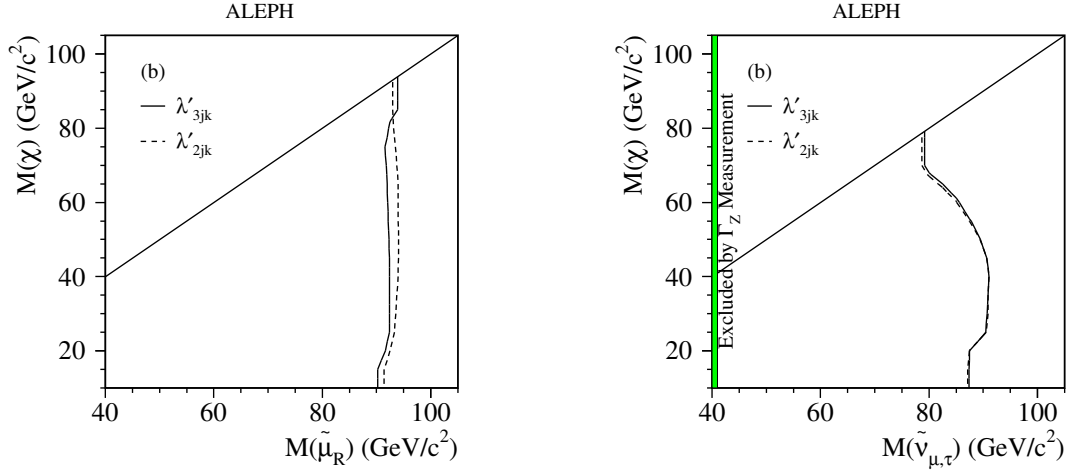 ALEPH
M(χ) (GeV/c²)
100
80
60
40
20
(b)
λ′3jk
λ′2jk
40 60 80 100
M(μ̃R) (GeV/c²)
ALEPH
M(χ) (GeV/c²)
100
80
60
40
20
Excluded by ΓZ Measurement
(b)
λ′3jk
λ′2jk
40 60 80 100
M(ν̃μ,τ) (GeV/c²)